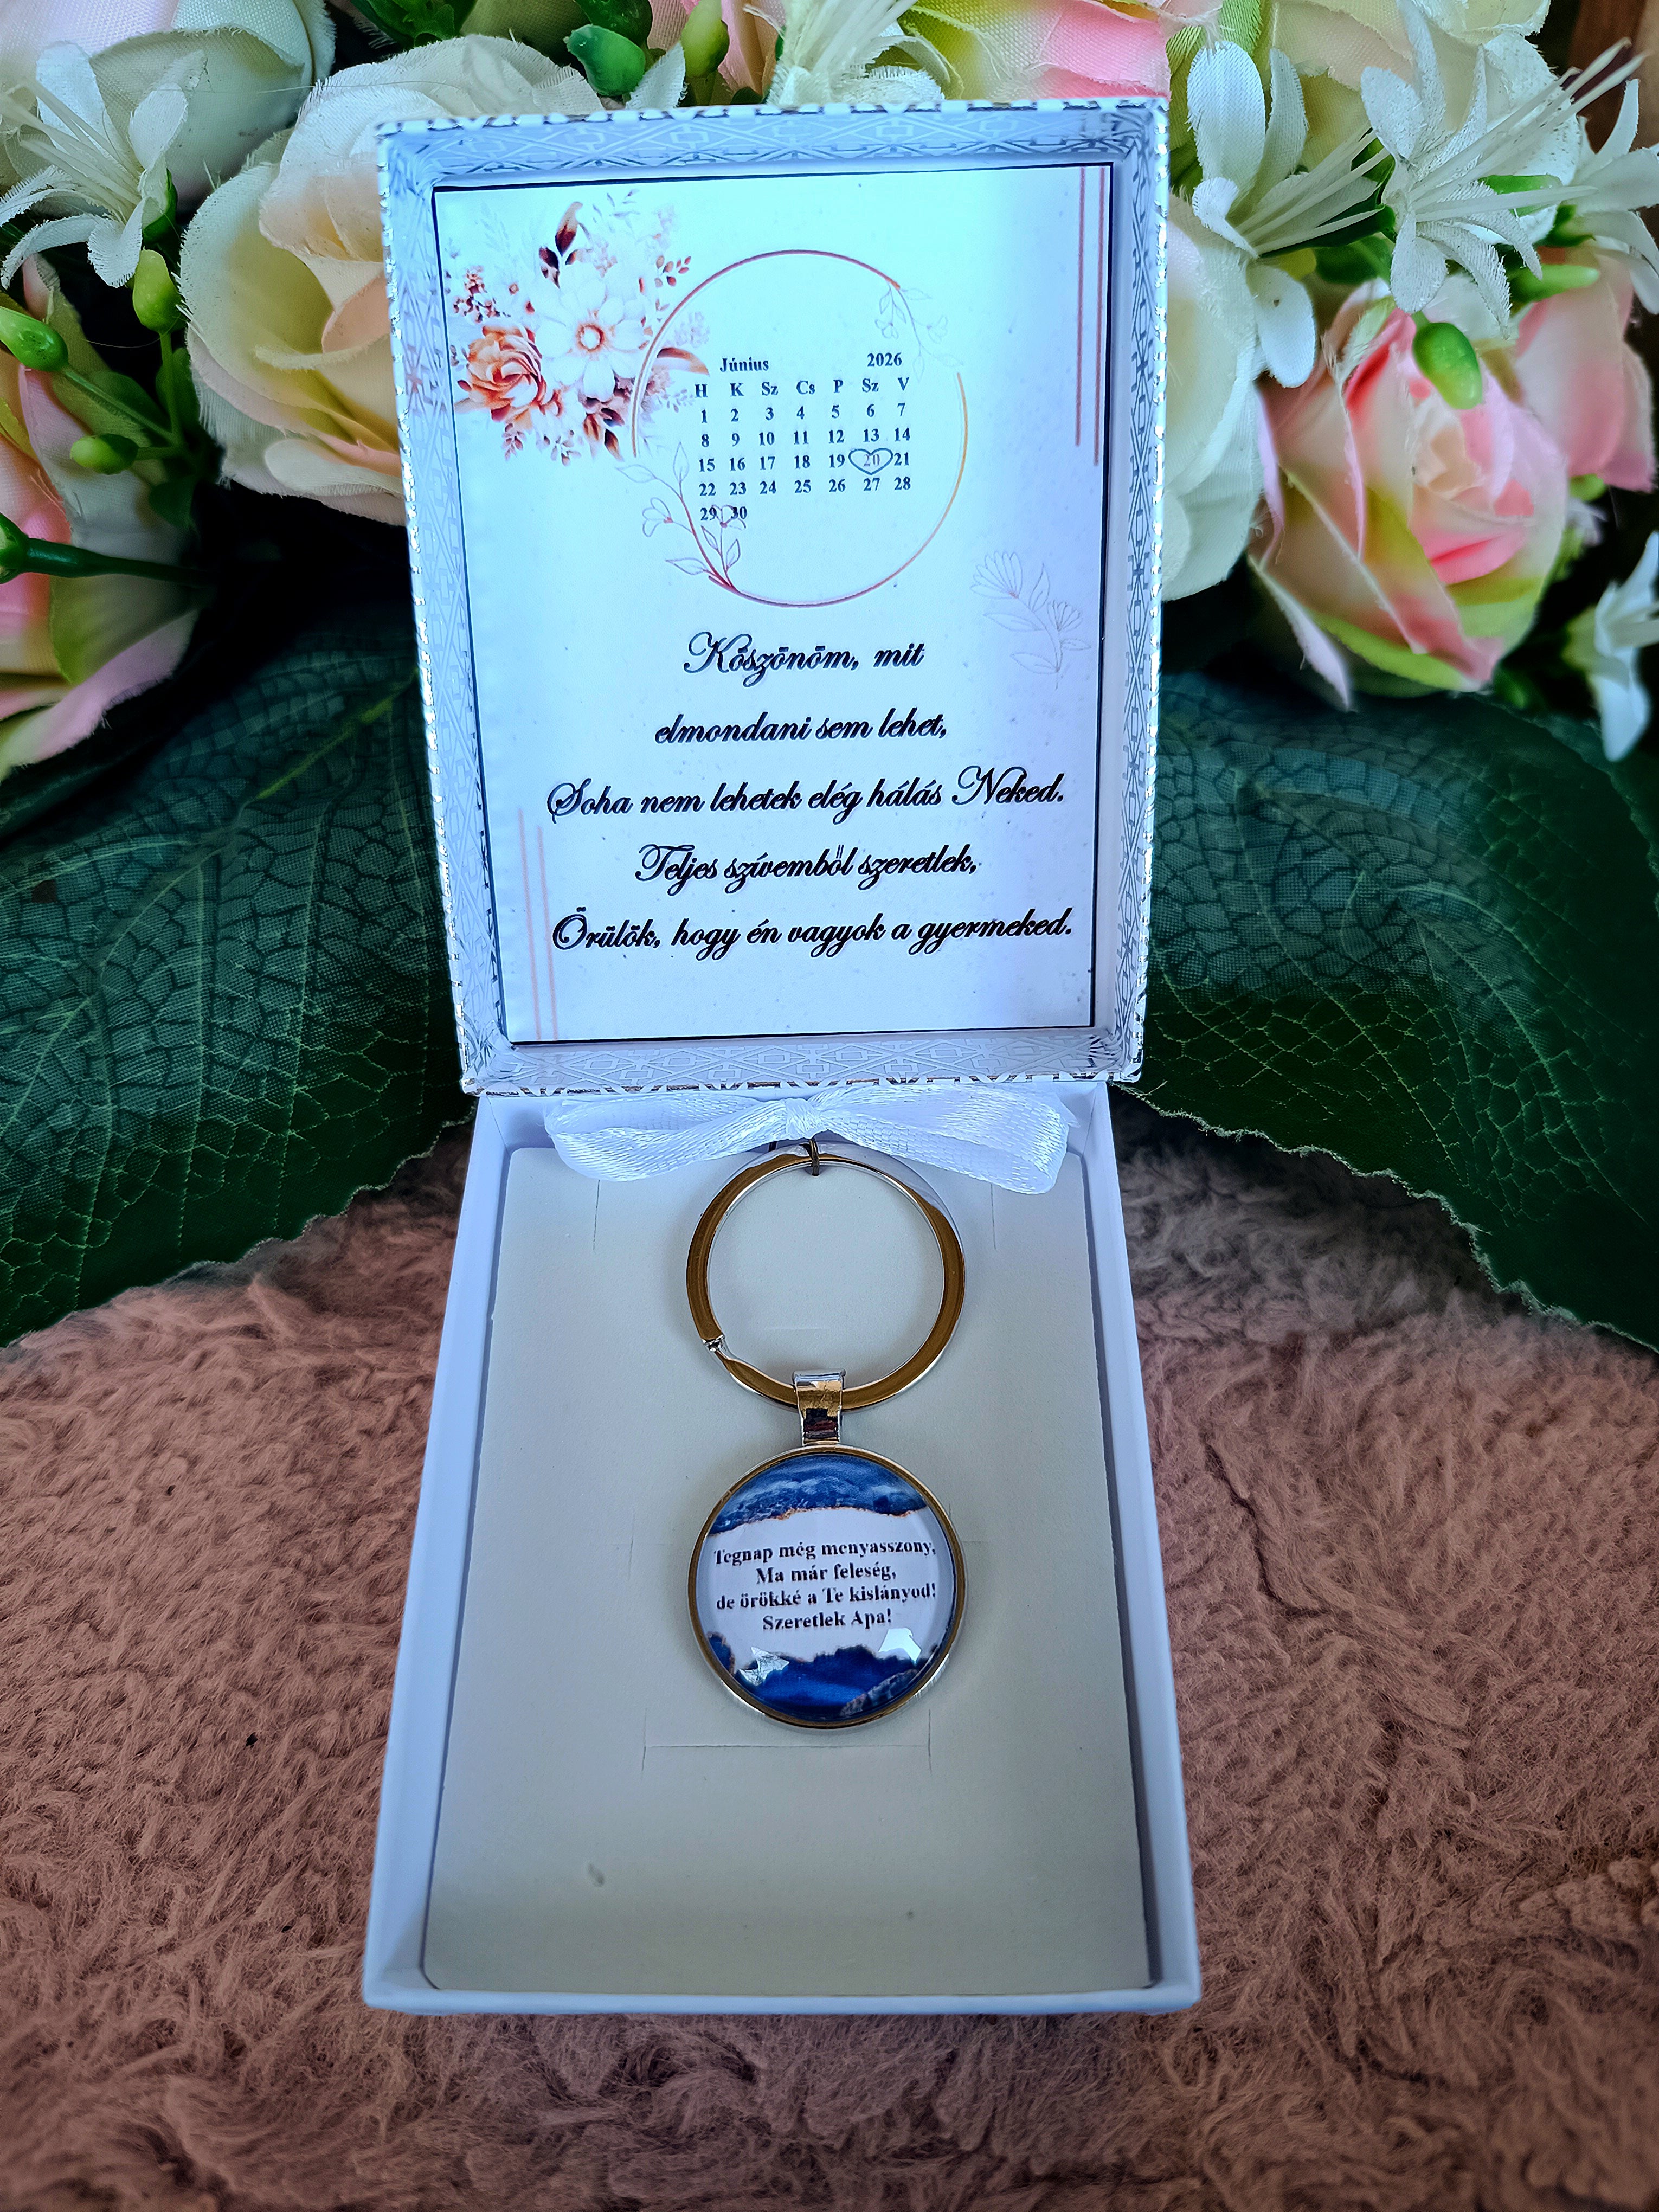 Június 2026
H K Sz Cs P Sz V
1 2 3 4 5 6 7
8 9 10 11 12 13 14
15 16 17 18 19 20 21
22 23 24 25 26 27 28
29 30
Köszönöm, mit
elmondani sem lehet,
Soha nem lehetek elég hálás Neked.
Teljes szívemből szeretlek,
Örülök, hogy én vagyok a gyermeked.
Tegnap még menyasszony,
Ma már feleség,
de örökké a Te kislányod!
Szeretlek Apa!